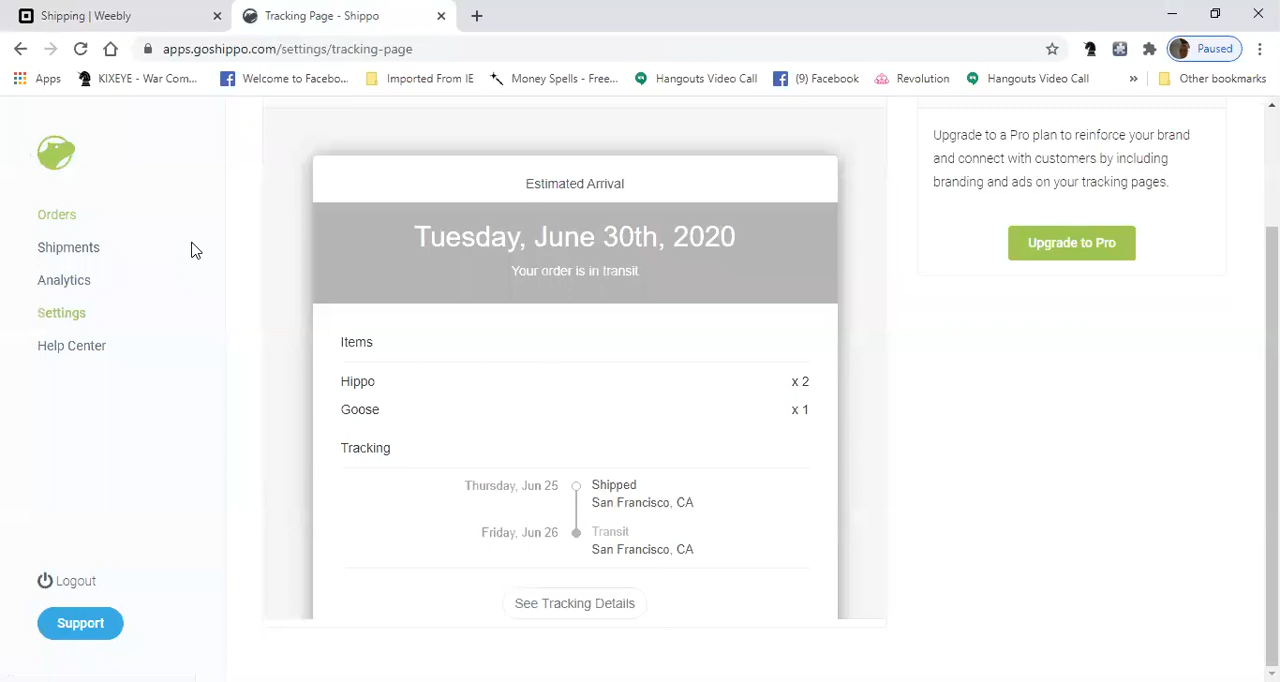 Shipping | Weebly
Tracking Page - Shippo
apps.goshippo.com/settings/tracking-page
Paused
Apps
KIXEYE - War Com...
Welcome to Facebo...
Imported From IE
Money Spells - Free...
Hangouts Video Call
(9) Facebook
Revolution
Hangouts Video Call
»
Other bookmarks
Orders
Shipments
Analytics
Settings
Help Center
Logout
Support
Estimated Arrival
Tuesday, June 30th, 2020
Your order is in transit
Items
Hippo x 2
Goose x 1
Tracking
Thursday, Jun 25 Shipped
San Francisco, CA
Friday, Jun 26 Transit
San Francisco, CA
See Tracking Details
Upgrade to a Pro plan to reinforce your brand
and connect with customers by including
branding and ads on your tracking pages.
Upgrade to Pro